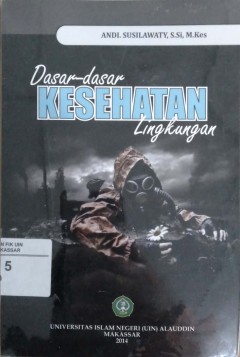 ANDI. SUSILAWATY, S.Si, M.Kes
Dasar-dasar
KESEHATAN
Lingkungan
5
UNIVERSITAS ISLAM NEGERI (UIN) ALAUDDIN
MAKASSAR
2014